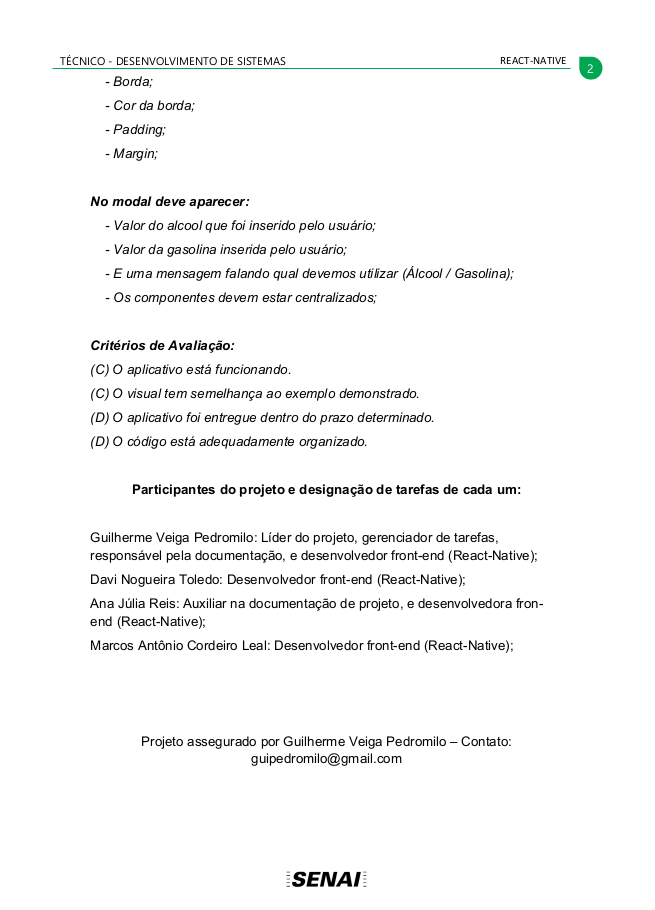 TÉCNICO - DESENVOLVIMENTO DE SISTEMAS
REACT-NATIVE
2
- Borda;
- Cor da borda;
- Padding;
- Margin;
No modal deve aparecer:
- Valor do alcool que foi inserido pelo usuário;
- Valor da gasolina inserida pelo usuário;
- E uma mensagem falando qual devemos utilizar (Álcool / Gasolina);
- Os componentes devem estar centralizados;
Critérios de Avaliação:
(C) O aplicativo está funcionando.
(C) O visual tem semelhança ao exemplo demonstrado.
(D) O aplicativo foi entregue dentro do prazo determinado.
(D) O código está adequadamente organizado.
Participantes do projeto e designação de tarefas de cada um:
Guilherme Veiga Pedromilo: Líder do projeto, gerenciador de tarefas,
responsável pela documentação, e desenvolvedor front-end (React-Native);
Davi Nogueira Toledo: Desenvolvedor front-end (React-Native);
Ana Júlia Reis: Auxiliar na documentação de projeto, e desenvolvedora fron-
end (React-Native);
Marcos Antônio Cordeiro Leal: Desenvolvedor front-end (React-Native);
Projeto assegurado por Guilherme Veiga Pedromilo – Contato:
guipedromilo@gmail.com
SENAI